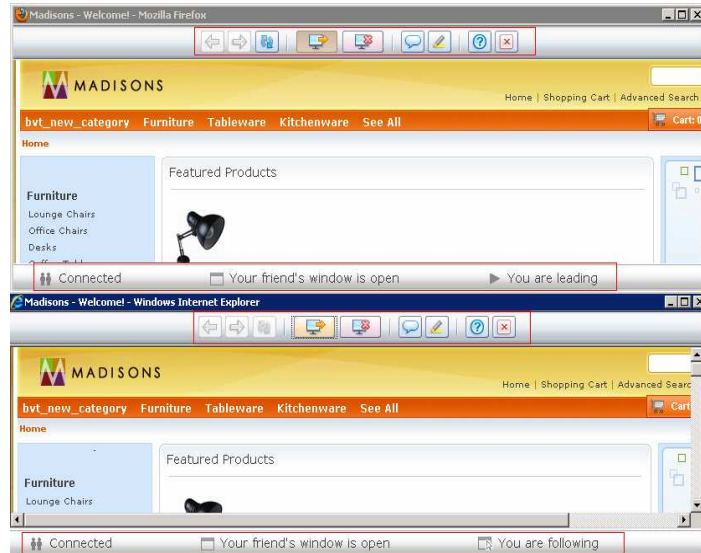 Madisons - Welcome! - Mozilla Firefox
MADISONS
Home | Shopping Cart | Advanced Search
bvt_new_category Furniture Tableware Kitchenware See All
Cart:
Home
Featured Products
Furniture
Lounge Chairs
Office Chairs
Desks
Connected Your friend's window is open You are leading
Madisons - Welcome! - Windows Internet Explorer
MADISONS
Home | Shopping Cart | Advanced Searc
bvt_new_category Furniture Tableware Kitchenware See All
Cart
Home
Featured Products
Furniture
Lounge Chairs
Connected Your friend's window is open You are following